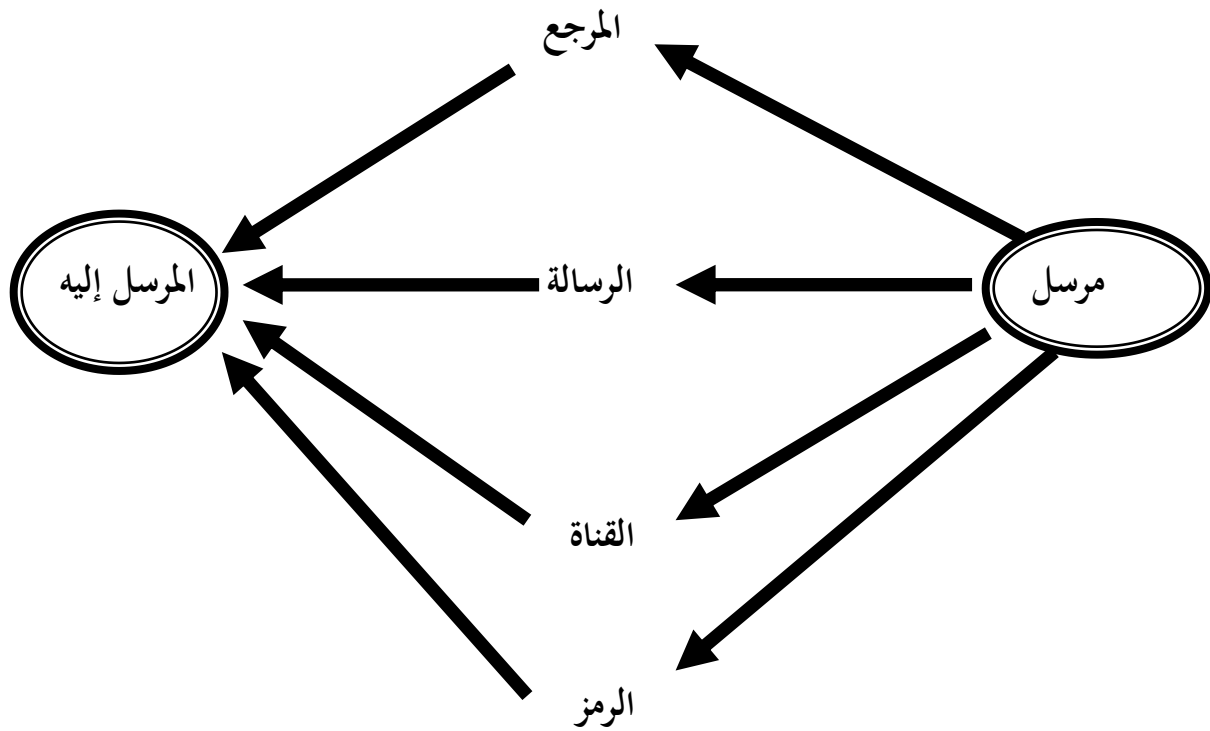 المرجع
مرسل
الرسالة
المرسل إليه
القناة
الرمز